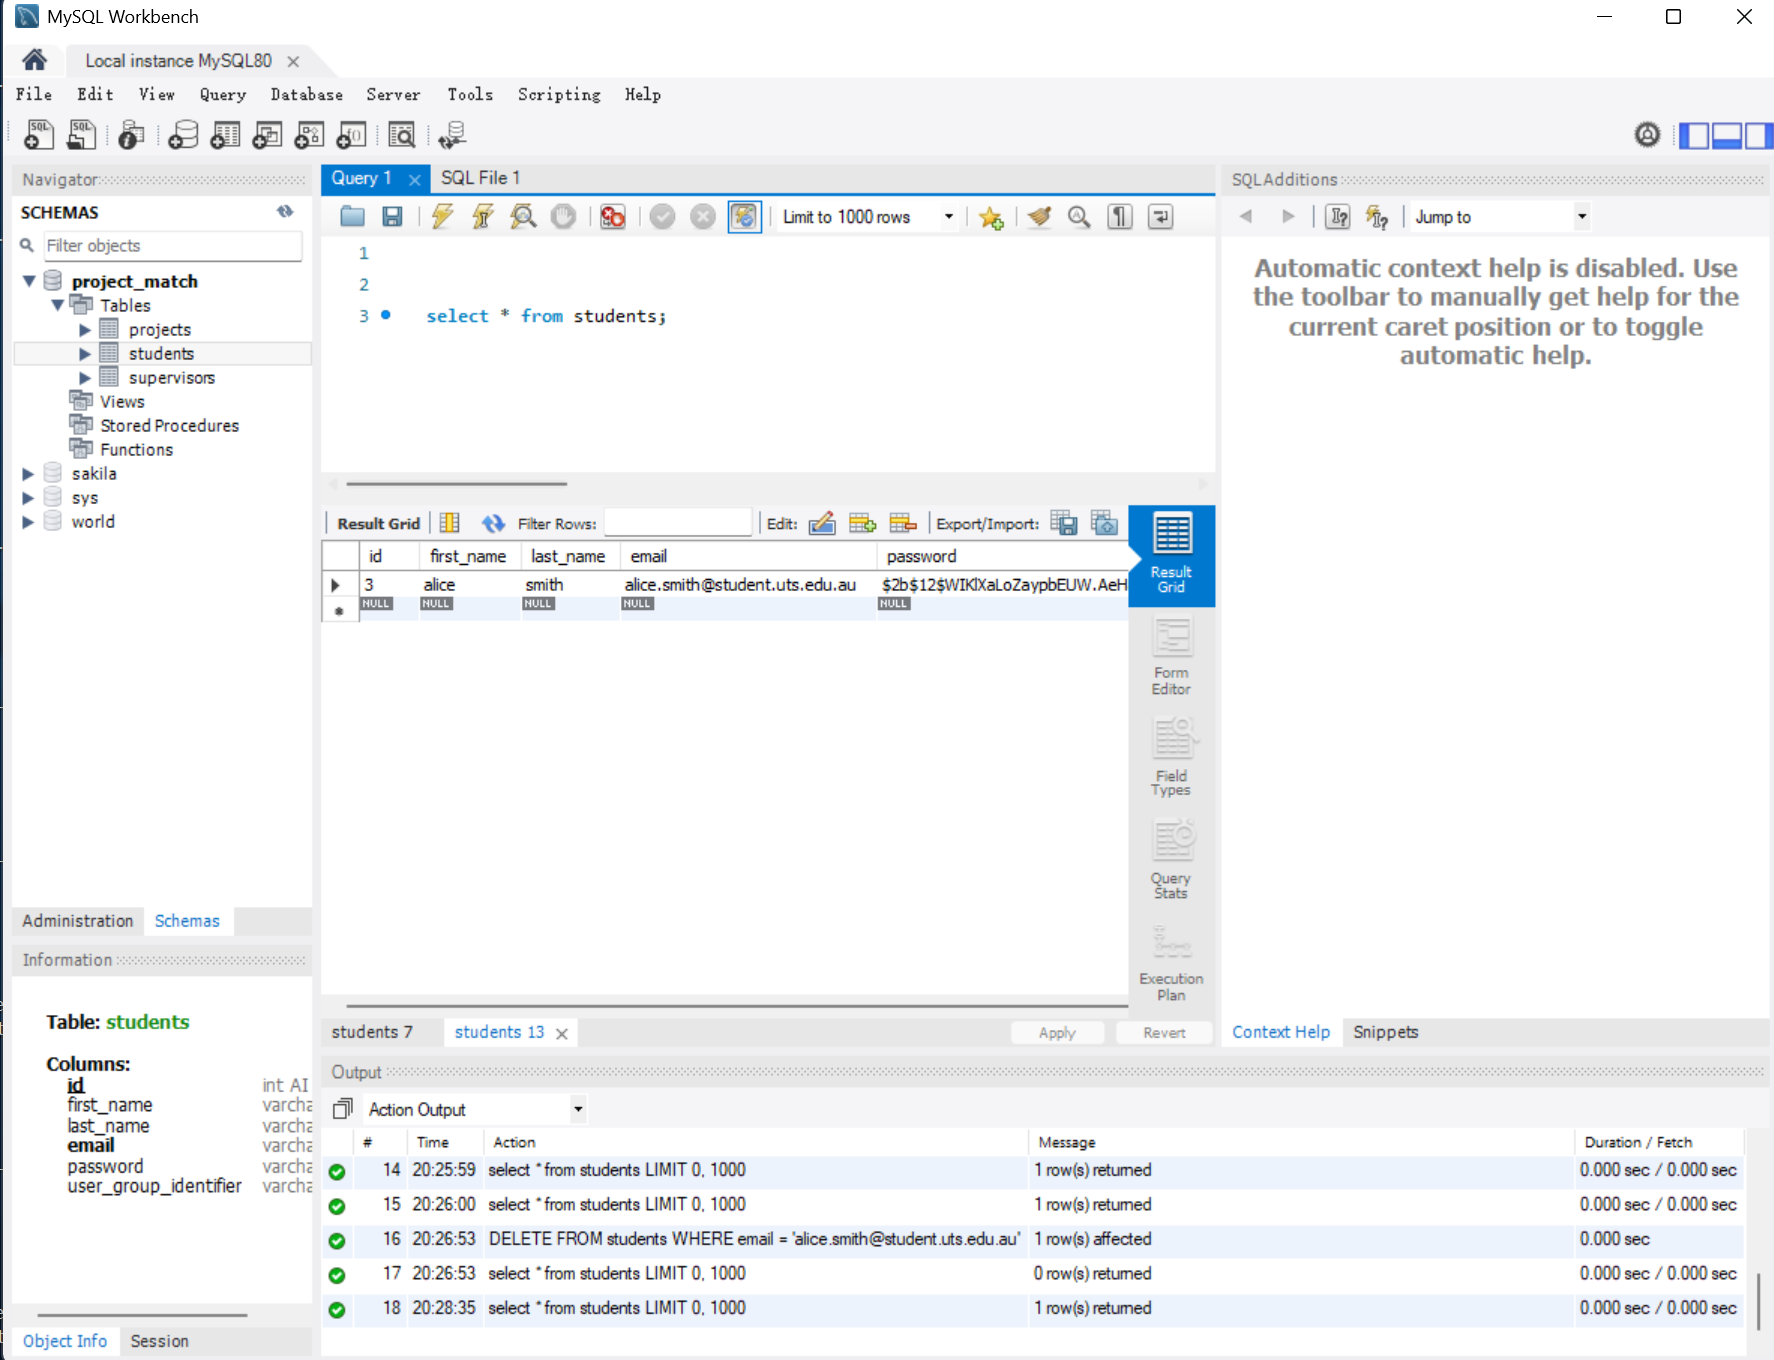 MySQL Workbench
Local instance MySQL80
File Edit View Query Database Server Tools Scripting Help
Navigator
SCHEMAS
Filter objects
project_match
Tables
projects
students
supervisors
Views
Stored Procedures
Functions
sakila
sys
world
Administration Schemas
Information
Table: students
Columns:
id int AI
first_name varcha
last_name varcha
email varcha
password varcha
user_group_identifier varcha
Object Info Session
Query 1 SQL File 1
Limit to 1000 rows
1
2
3 select * from students;
Result Grid Filter Rows: Edit: Export/Import:
id first_name last_name email password
3 alice smith alice.smith@student.uts.edu.au $2b$12$WIKlXaLoZaypbEUW.AeH
NULL NULL NULL NULL NULL
Result Grid
Form Editor
Field Types
Query Stats
Execution Plan
students 7 students 13 Apply Revert
SQLAdditions
Jump to
Automatic context help is disabled. Use
the toolbar to manually get help for the
current caret position or to toggle
automatic help.
Context Help Snippets
Output
Action Output
# Time Action Message Duration / Fetch
14 20:25:59 select * from students LIMIT 0, 1000 1 row(s) returned 0.000 sec / 0.000 sec
15 20:26:00 select * from students LIMIT 0, 1000 1 row(s) returned 0.000 sec / 0.000 sec
16 20:26:53 DELETE FROM students WHERE email = 'alice.smith@student.uts.edu.au' 1 row(s) affected 0.000 sec
17 20:26:53 select * from students LIMIT 0, 1000 0 row(s) returned 0.000 sec / 0.000 sec
18 20:28:35 select * from students LIMIT 0, 1000 1 row(s) returned 0.000 sec / 0.000 sec